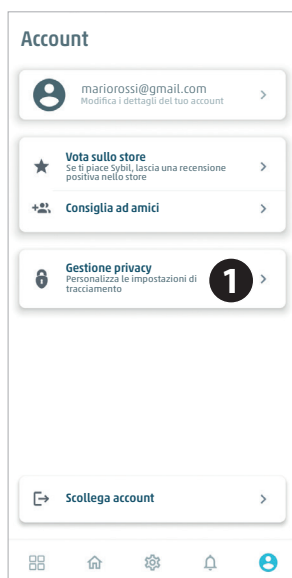 Account
mariorossi@gmail.com
Modifica i dettagli del tuo account
Vota sullo store
Se ti piace Sybil, lascia una recensione
positiva nello store
Consiglia ad amici
Gestione privacy
Personalizza le impostazioni di
tracciamento
1
Scollega account